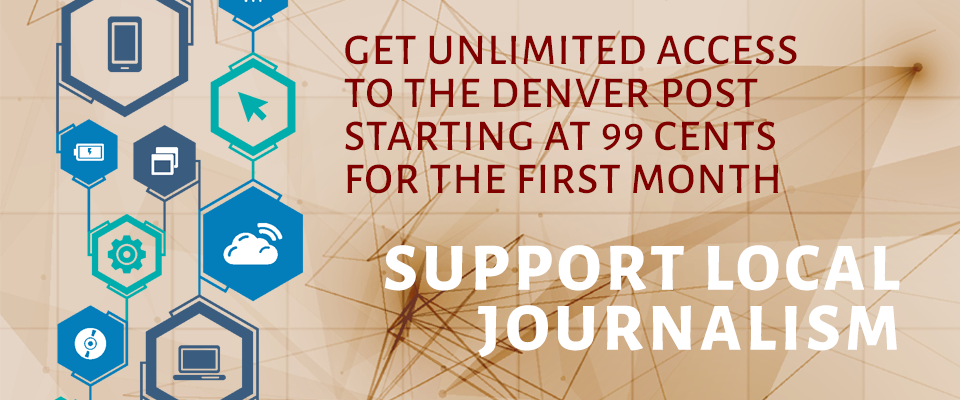 GET UNLIMITED ACCESS
TO THE DENVER POST
STARTING AT 99 CENTS
FOR THE FIRST MONTH
SUPPORT LOCAL
JOURNALISM